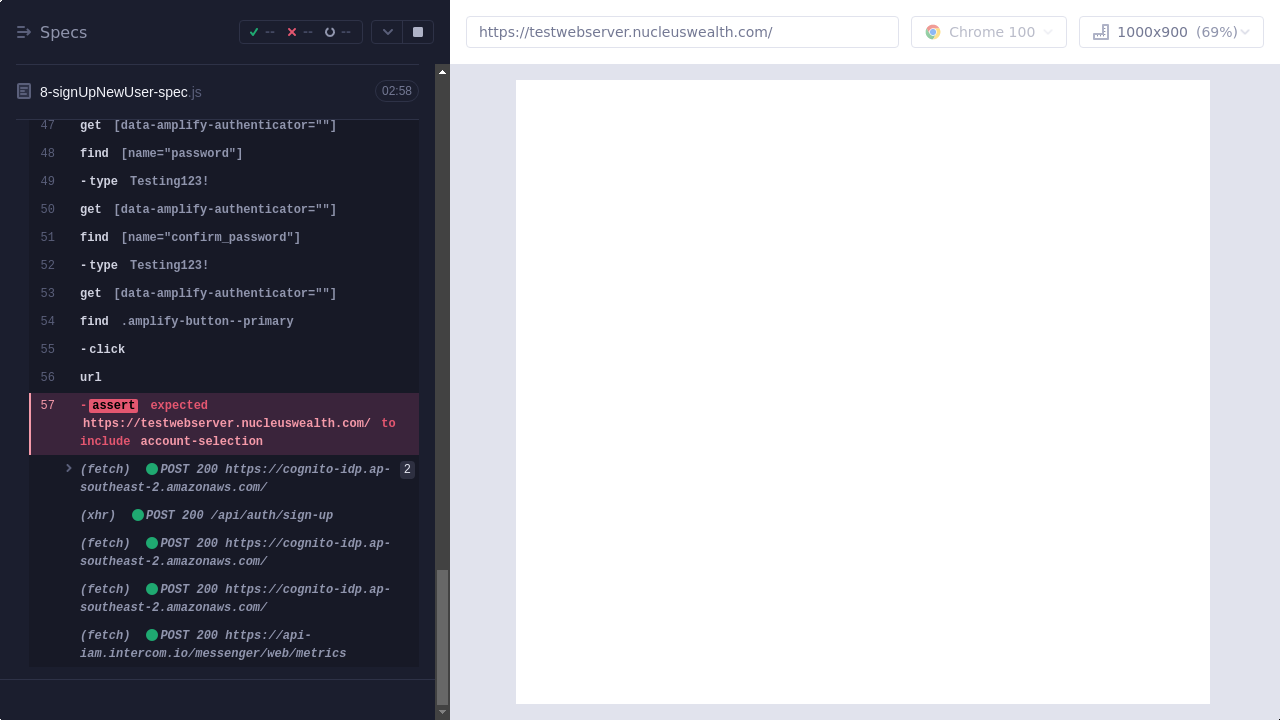 Specs
-- -- --
https://testwebserver.nucleuswealth.com/
Chrome 100
1000x900 (69%)
8-signUpNewUser-spec.js
02:58
47 get [data-amplify-authenticator=""]
48 find [name="password"]
49 -type Testing123!
50 get [data-amplify-authenticator=""]
51 find [name="confirm_password"]
52 -type Testing123!
53 get [data-amplify-authenticator=""]
54 find .amplify-button--primary
55 -click
56 url
57 -assert expected
https://testwebserver.nucleuswealth.com/ to
include account-selection
(fetch) POST 200 https://cognito-idp.ap- 2
southeast-2.amazonaws.com/
(xhr) POST 200 /api/auth/sign-up
(fetch) POST 200 https://cognito-idp.ap-
southeast-2.amazonaws.com/
(fetch) POST 200 https://cognito-idp.ap-
southeast-2.amazonaws.com/
(fetch) POST 200 https://api-
iam.intercom.io/messenger/web/metrics